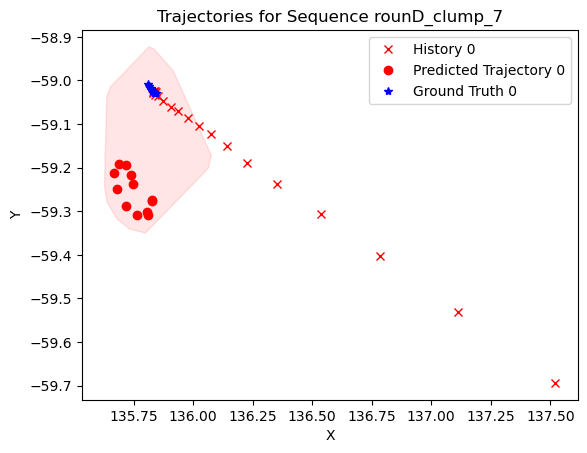 Trajectories for Sequence rounD_clump_7
History 0
Predicted Trajectory 0
Ground Truth 0
Y
−58.9
−59.0
−59.1
−59.2
−59.3
−59.4
−59.5
−59.6
−59.7
135.75 136.00 136.25 136.50 136.75 137.00 137.25 137.50
X